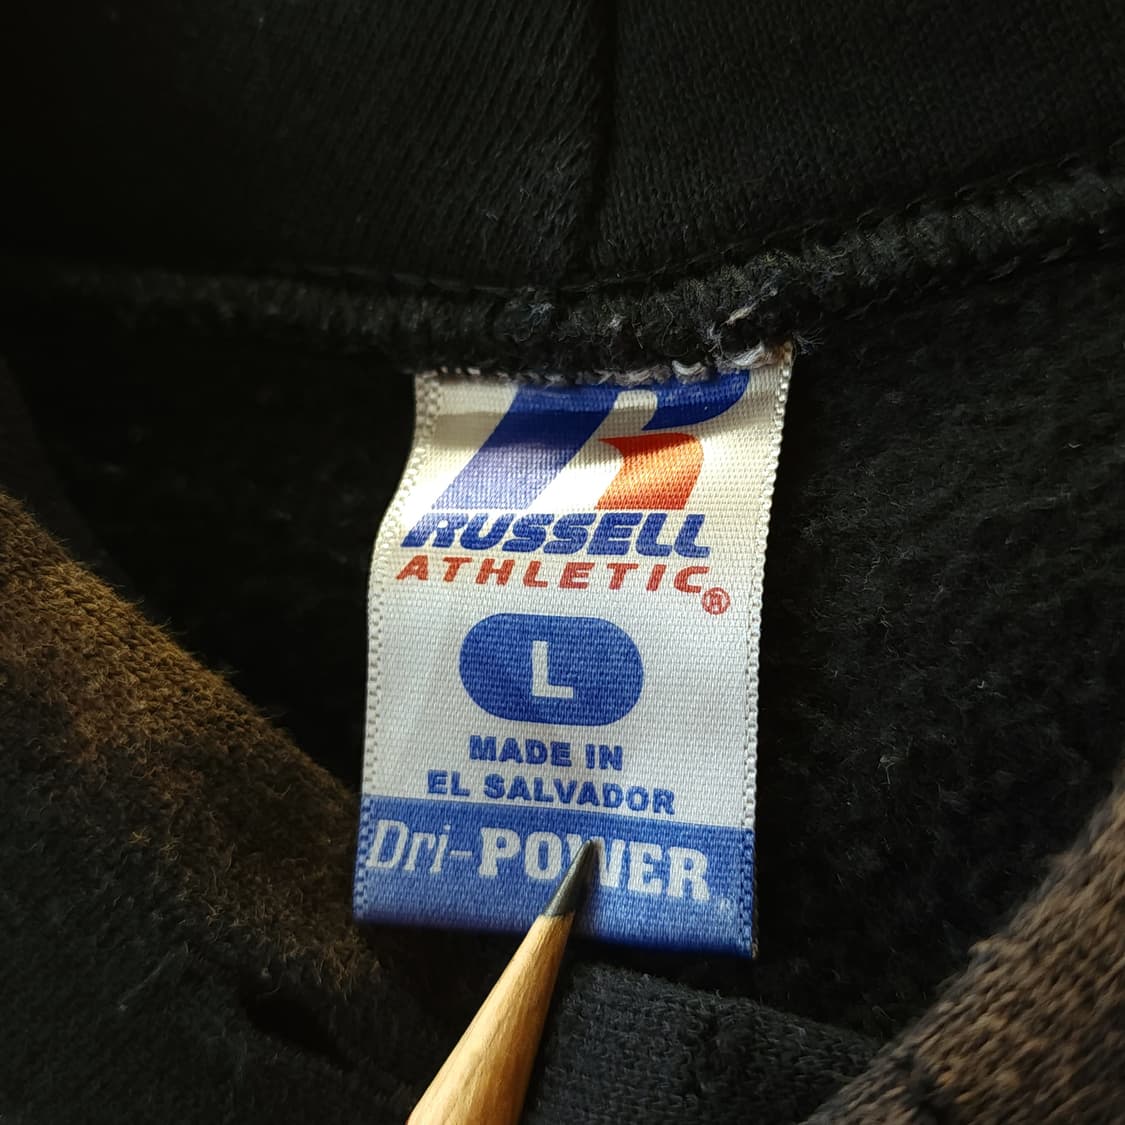 R
RUSSELL
ATHLETIC®
L
MADE IN
EL SALVADOR
Dri-POWER®